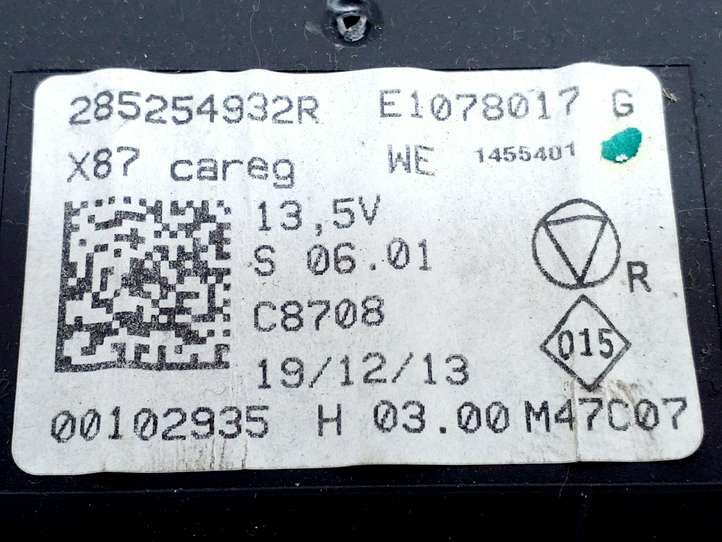 285254932R E1078017 G
X87 careg WE 1455401
13,5V
S 06.01
R
C8708
015
19/12/13
00102935 H 03.00 M47C07